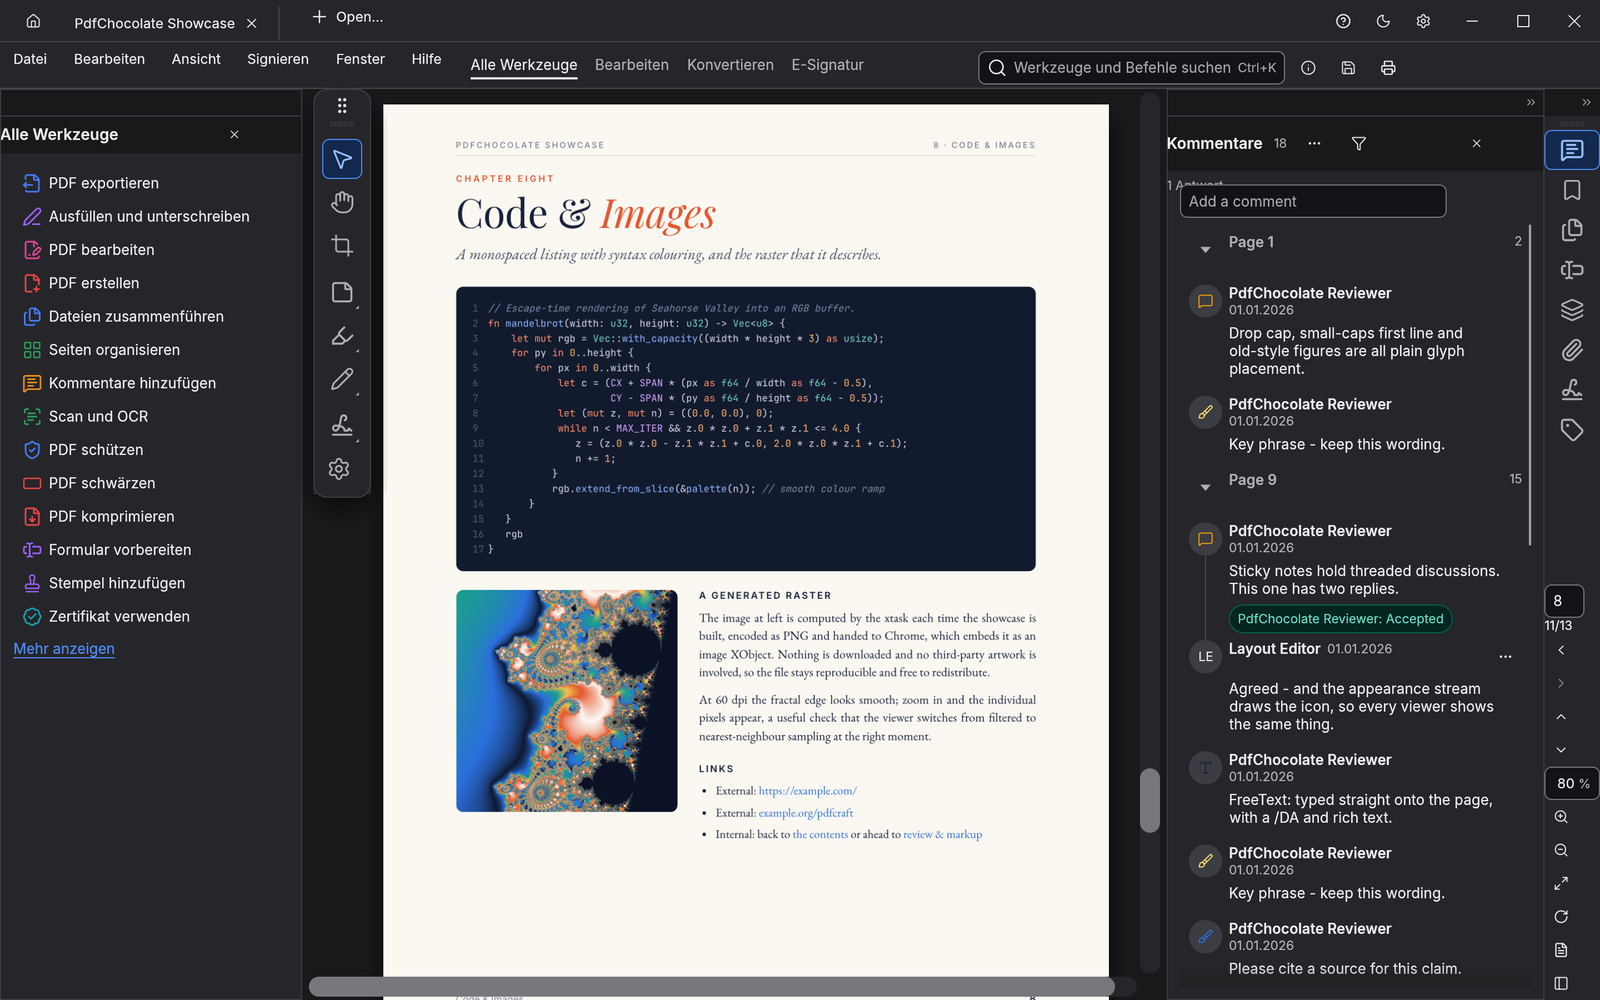 PdfChocolate Showcase
Open...
Datei Bearbeiten Ansicht Signieren Fenster Hilfe
Alle Werkzeuge Bearbeiten Konvertieren E-Signatur
Werkzeuge und Befehle suchen Ctrl+K
Alle Werkzeuge
PDF exportieren
Ausfüllen und unterschreiben
PDF bearbeiten
PDF erstellen
Dateien zusammenführen
Seiten organisieren
Kommentare hinzufügen
Scan und OCR
PDF schützen
PDF schwärzen
PDF komprimieren
Formular vorbereiten
Stempel hinzufügen
Zertifikat verwenden
Mehr anzeigen
PDFCHOCOLATE SHOWCASE
8 · CODE & IMAGES
CHAPTER EIGHT
Code & Images
A monospaced listing with syntax colouring, and the raster that it describes.
1 // Escape-time rendering of Seahorse Valley into an RGB buffer.
2 fn mandelbrot(width: u32, height: u32) -> Vec<u8> {
3 let mut rgb = Vec::with_capacity((width * height * 3) as usize);
4 for py in 0..height {
5 for px in 0..width {
6 let c = (CX + SPAN * (px as f64 / width as f64 - 0.5),
7 CY - SPAN * (py as f64 / height as f64 - 0.5));
8 let (mut z, mut n) = ((0.0, 0.0), 0);
9 while n < MAX_ITER && z.0 * z.0 + z.1 * z.1 <= 4.0 {
10 z = (z.0 * z.0 - z.1 * z.1 + c.0, 2.0 * z.0 * z.1 + c.1);
11 n += 1;
12 }
13 rgb.extend_from_slice(&palette(n)); // smooth colour ramp
14 }
15 }
16 rgb
17 }
A GENERATED RASTER
The image at left is computed by the xtask each time the showcase is
built, encoded as PNG and handed to Chrome, which embeds it as an
image XObject. Nothing is downloaded and no third-party artwork is
involved, so the file stays reproducible and free to redistribute.
At 60 dpi the fractal edge looks smooth; zoom in and the individual
pixels appear, a useful check that the viewer switches from filtered to
nearest-neighbour sampling at the right moment.
LINKS
• External: https://example.com/
• External: example.org/pdfcraft
• Internal: back to the contents or ahead to review & markup
Code & Images
8
Kommentare 18
1 Antwort
Add a comment
Page 1 2
PdfChocolate Reviewer
01.01.2026
Drop cap, small-caps first line and
old-style figures are all plain glyph
placement.
PdfChocolate Reviewer
01.01.2026
Key phrase - keep this wording.
Page 9 15
PdfChocolate Reviewer
01.01.2026
Sticky notes hold threaded discussions.
This one has two replies.
PdfChocolate Reviewer: Accepted
LE Layout Editor 01.01.2026
Agreed - and the appearance stream
draws the icon, so every viewer shows
the same thing.
T PdfChocolate Reviewer
01.01.2026
FreeText: typed straight onto the page,
with a /DA and rich text.
PdfChocolate Reviewer
01.01.2026
Key phrase - keep this wording.
PdfChocolate Reviewer
01.01.2026
Please cite a source for this claim.
8
11/13
80 %